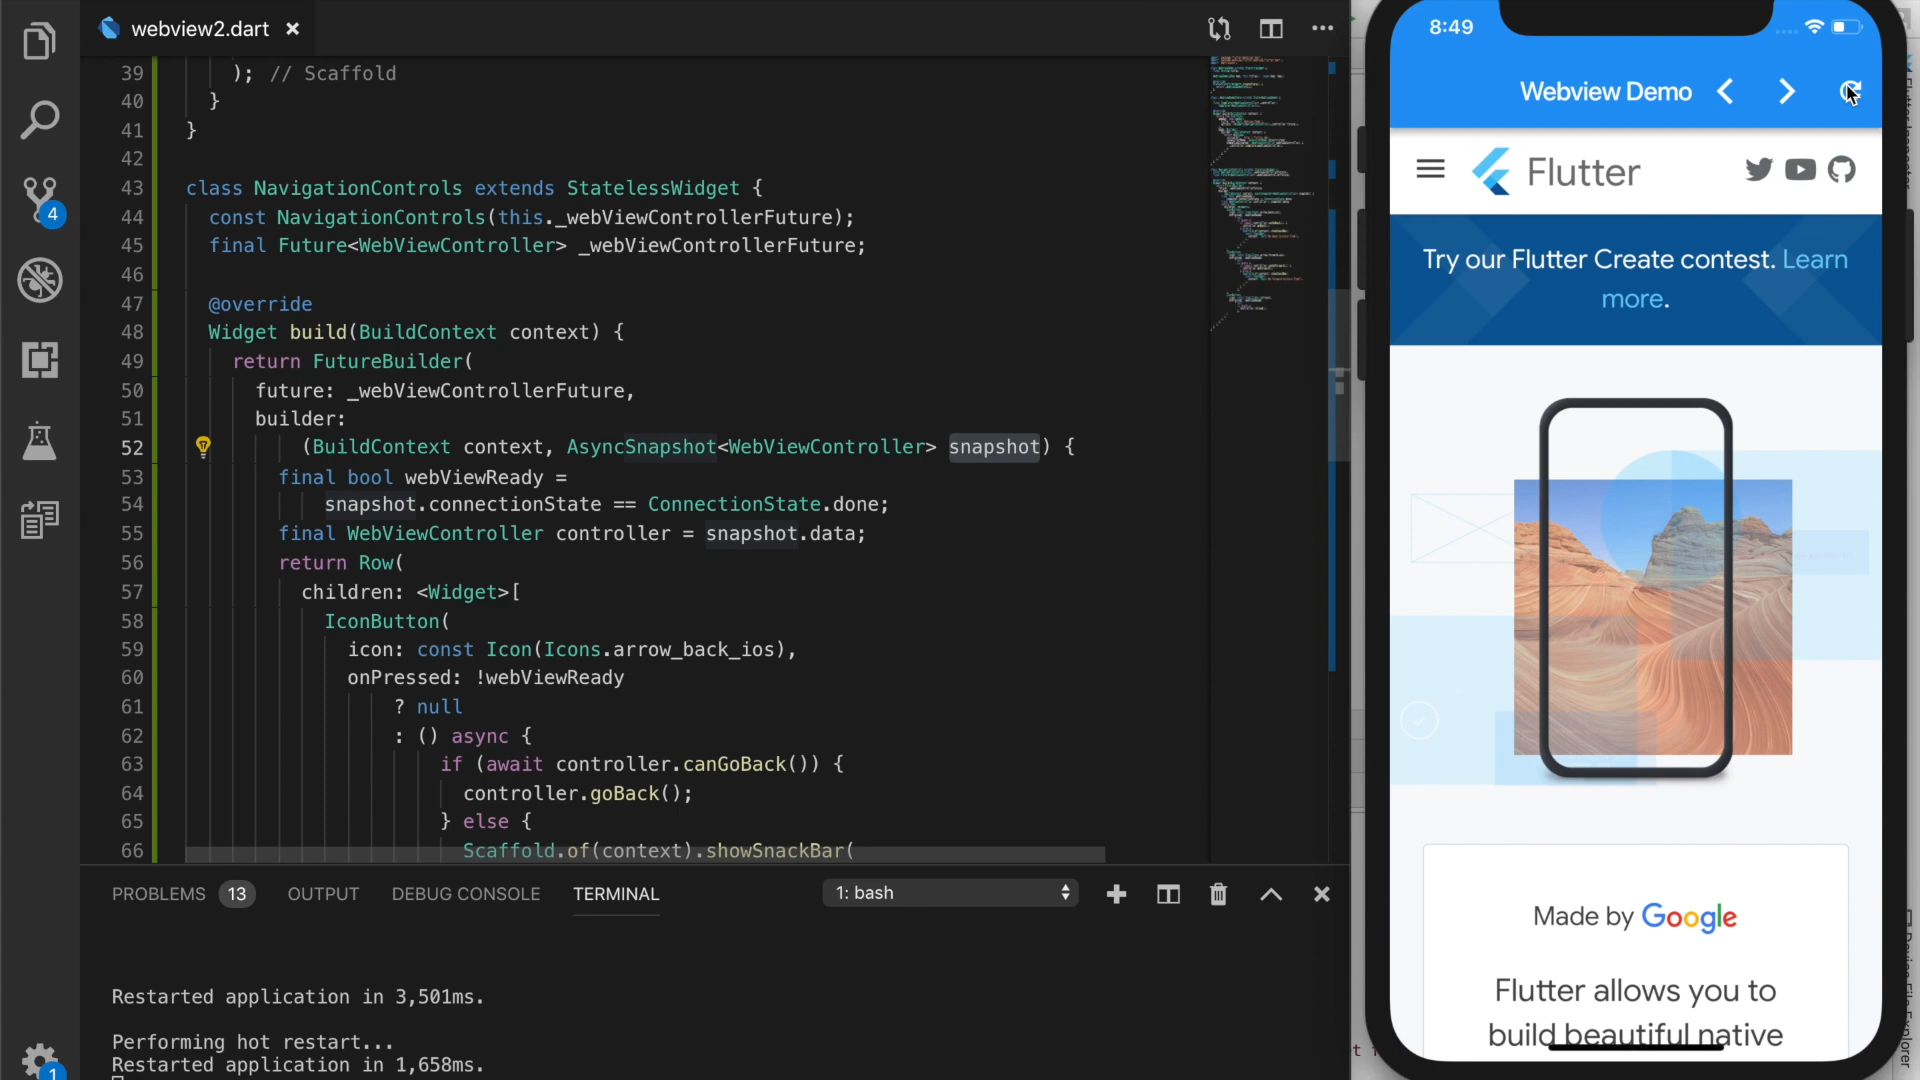 webview2.dart
39 ); // Scaffold
40 }
41 }
42
43 class NavigationControls extends StatelessWidget {
44 const NavigationControls(this._webViewControllerFuture);
45 final Future<WebViewController> _webViewControllerFuture;
46
47 @override
48 Widget build(BuildContext context) {
49 return FutureBuilder(
50 future: _webViewControllerFuture,
51 builder:
52 (BuildContext context, AsyncSnapshot<WebViewController> snapshot) {
53 final bool webViewReady =
54 snapshot.connectionState == ConnectionState.done;
55 final WebViewController controller = snapshot.data;
56 return Row(
57 children: <Widget>[
58 IconButton(
59 icon: const Icon(Icons.arrow_back_ios),
60 onPressed: !webViewReady
61 ? null
62 : () async {
63 if (await controller.canGoBack()) {
64 controller.goBack();
65 } else {
66 Scaffold.of(context).showSnackBar(
4
1
PROBLEMS 13 OUTPUT DEBUG CONSOLE TERMINAL 1: bash
Restarted application in 3,501ms.
Performing hot restart...
Restarted application in 1,658ms.
8:49
Webview Demo
Flutter
Try our Flutter Create contest. Learn
more.
Made by Google
Flutter allows you to
build beautiful native